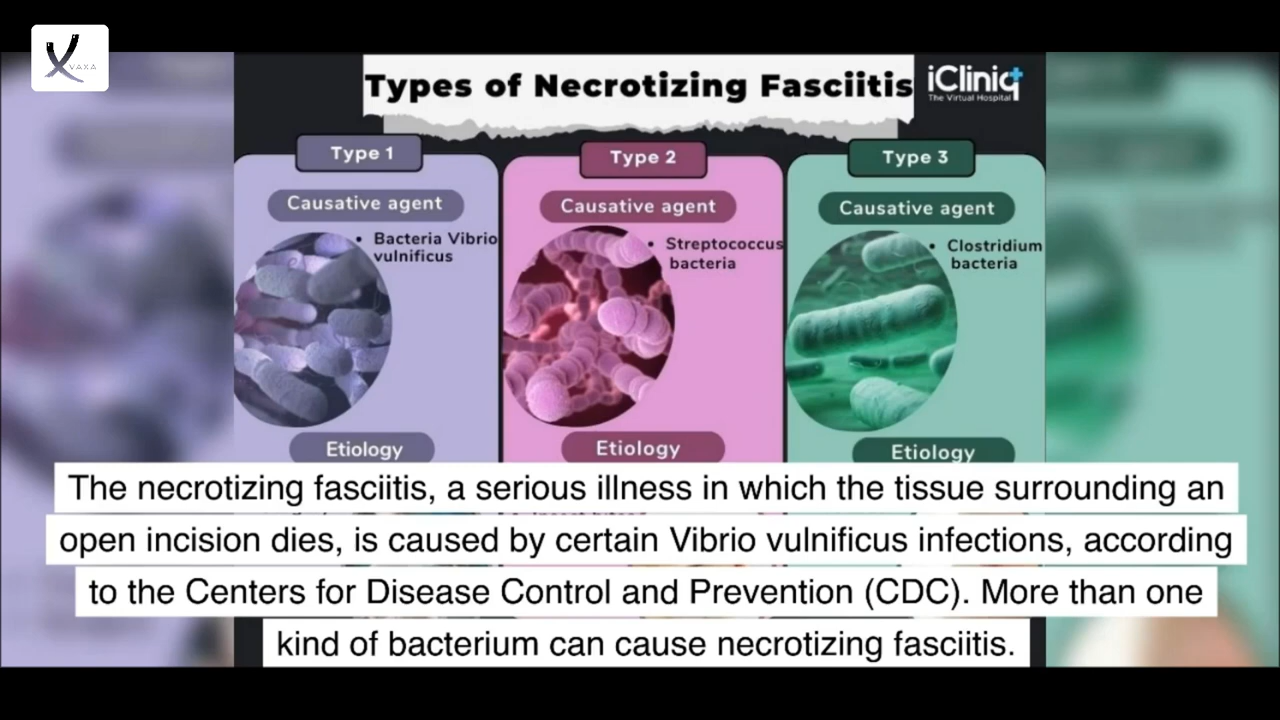 VAXA
Types of Necrotizing Fasciitis
iCliniq
The Virtual Hospital
Type 1
Type 2
Type 3
Causative agent
Causative agent
Causative agent
• Bacteria Vibrio
vulnificus
• Streptococcus
bacteria
• Clostridium
bacteria
Etiology
Etiology
Etiology
The necrotizing fasciitis, a serious illness in which the tissue surrounding an
open incision dies, is caused by certain Vibrio vulnificus infections, according
to the Centers for Disease Control and Prevention (CDC). More than one
kind of bacterium can cause necrotizing fasciitis.